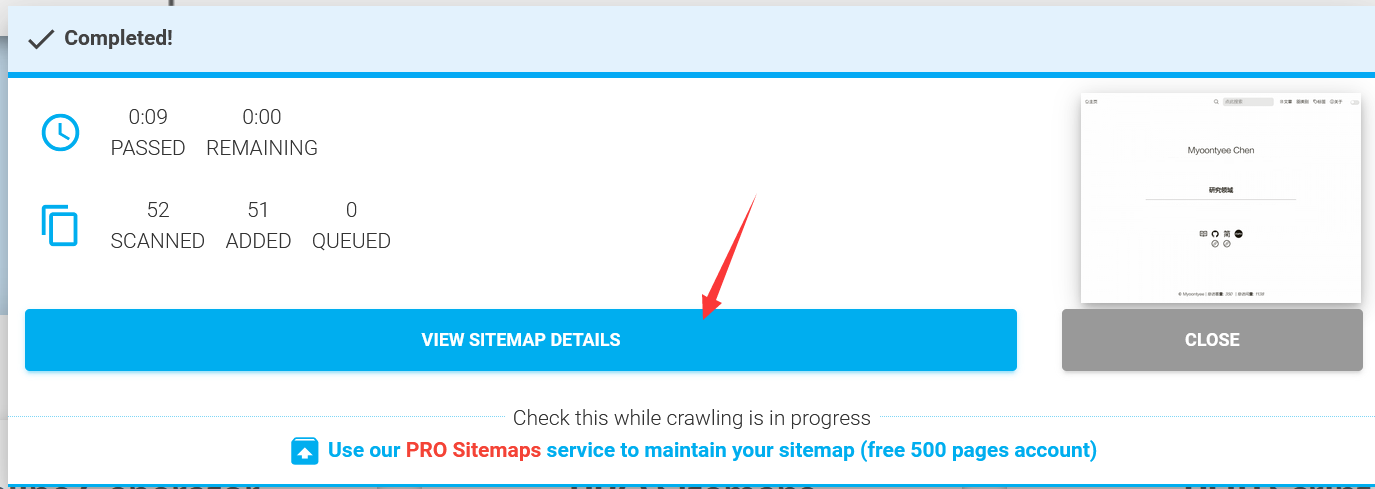 Completed!
0:09 0:00
PASSED REMAINING
52 51 0
SCANNED ADDED QUEUED
Myoontyee Chen
研究领域
VIEW SITEMAP DETAILS
CLOSE
Check this while crawling is in progress
Use our PRO Sitemaps service to maintain your sitemap (free 500 pages account)